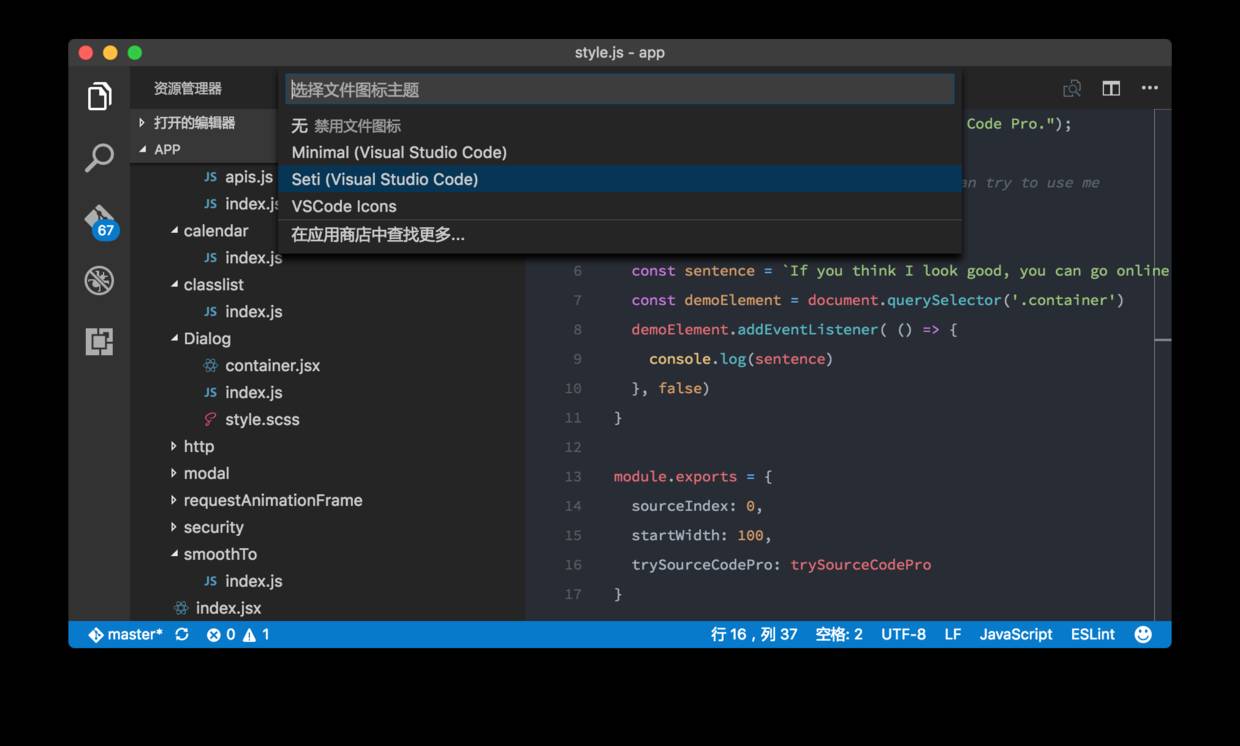 style.js - app
资源管理器
打开的编辑器
APP
JS apis.js
JS index.js
calendar
JS index.js
classlist
JS index.js
Dialog
container.jsx
JS index.js
style.scss
http
modal
requestAnimationFrame
security
smoothTo
JS index.js
index.jsx
67
选择文件图标主题
无 禁用文件图标
Minimal (Visual Studio Code)
Seti (Visual Studio Code)
VSCode Icons
在应用商店中查找更多...
Code Pro.");
an try to use me
6 const sentence = `If you think I look good, you can go online
7 const demoElement = document.querySelector('.container')
8 demoElement.addEventListener( () => {
9 console.log(sentence)
10 }, false)
11 }
12
13 module.exports = {
14 sourceIndex: 0,
15 startWidth: 100,
16 trySourceCodePro: trySourceCodePro
17 }
master* 0 1
行 16，列 37 空格: 2 UTF-8 LF JavaScript ESLint